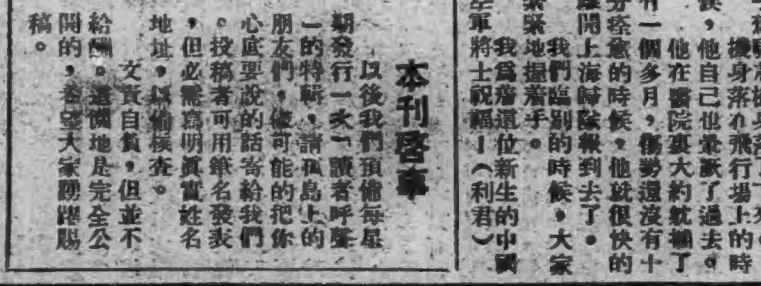 機身落在飛行場上的時
候，他自己也暈厥了過去。
他在醫院裏大約就擱了
有一個多月，傷勢還沒有十
分痊癒的時候，他就很快的
離開上海歸隊報到去了。
我們臨別的時候，大家
緊緊地握着手。
我爲着這位新生的中國
空軍將士祝福！（利君）
本刊啓事
以後我們預備每星
期發行一次「讀者呼聲
」的特輯，請孤島上的
朋友們，儘可能的把你
心底要說的話寄給我們
。投稿者可用筆名發表
，但必需寫明眞實姓名
地址，以備核查。
文責自負，但並不
給酬。這園地是完全公
開的，希望大家踴躍賜
稿。